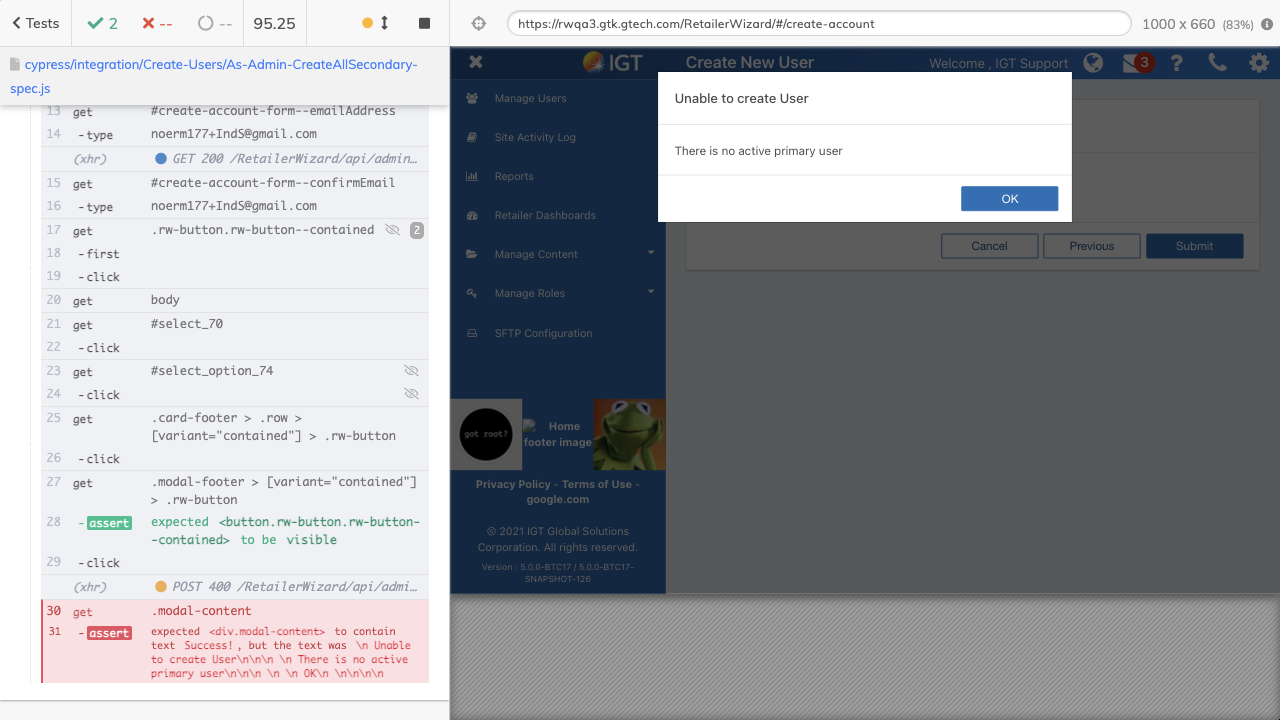 Tests
2
--
--
95.25
https://rwqa3.gtk.gtech.com/RetailerWizard/#/create-account
1000 x 660 (83%)
cypress/integration/Create-Users/As-Admin-CreateAllSecondary-
spec.js
13 get #create-account-form--emailAddress
14 -type noerm177+IndS@gmail.com
(xhr) GET 200 /RetailerWizard/api/admin…
15 get #create-account-form--confirmEmail
16 -type noerm177+IndS@gmail.com
17 get .rw-button.rw-button--contained 2
18 -first
19 -click
20 get body
21 get #select_70
22 -click
23 get #select_option_74
24 -click
25 get .card-footer > .row >
[variant="contained"] > .rw-button
26 -click
27 get .modal-footer > [variant="contained"]
> .rw-button
28 -assert expected <button.rw-button.rw-button-
-contained> to be visible
29 -click
(xhr) POST 400 /RetailerWizard/api/admi…
30 get .modal-content
31 -assert expected <div.modal-content> to contain
text Success!, but the text was \n Unable
to create User\n\n\n \n There is no active
primary user\n\n\n \n \n OK\n \n\n\n\n
IGT
Create New User
Welcome , IGT Support
3
Manage Users
Site Activity Log
Reports
Retailer Dashboards
Manage Content
Manage Roles
SFTP Configuration
Unable to create User
There is no active primary user
OK
Cancel
Previous
Submit
got root?
Home
footer image
Privacy Policy - Terms of Use -
google.com
© 2021 IGT Global Solutions
Corporation. All rights reserved.
Version : 5.0.0-BTC17 / 5.0.0-BTC17-
SNAPSHOT-126